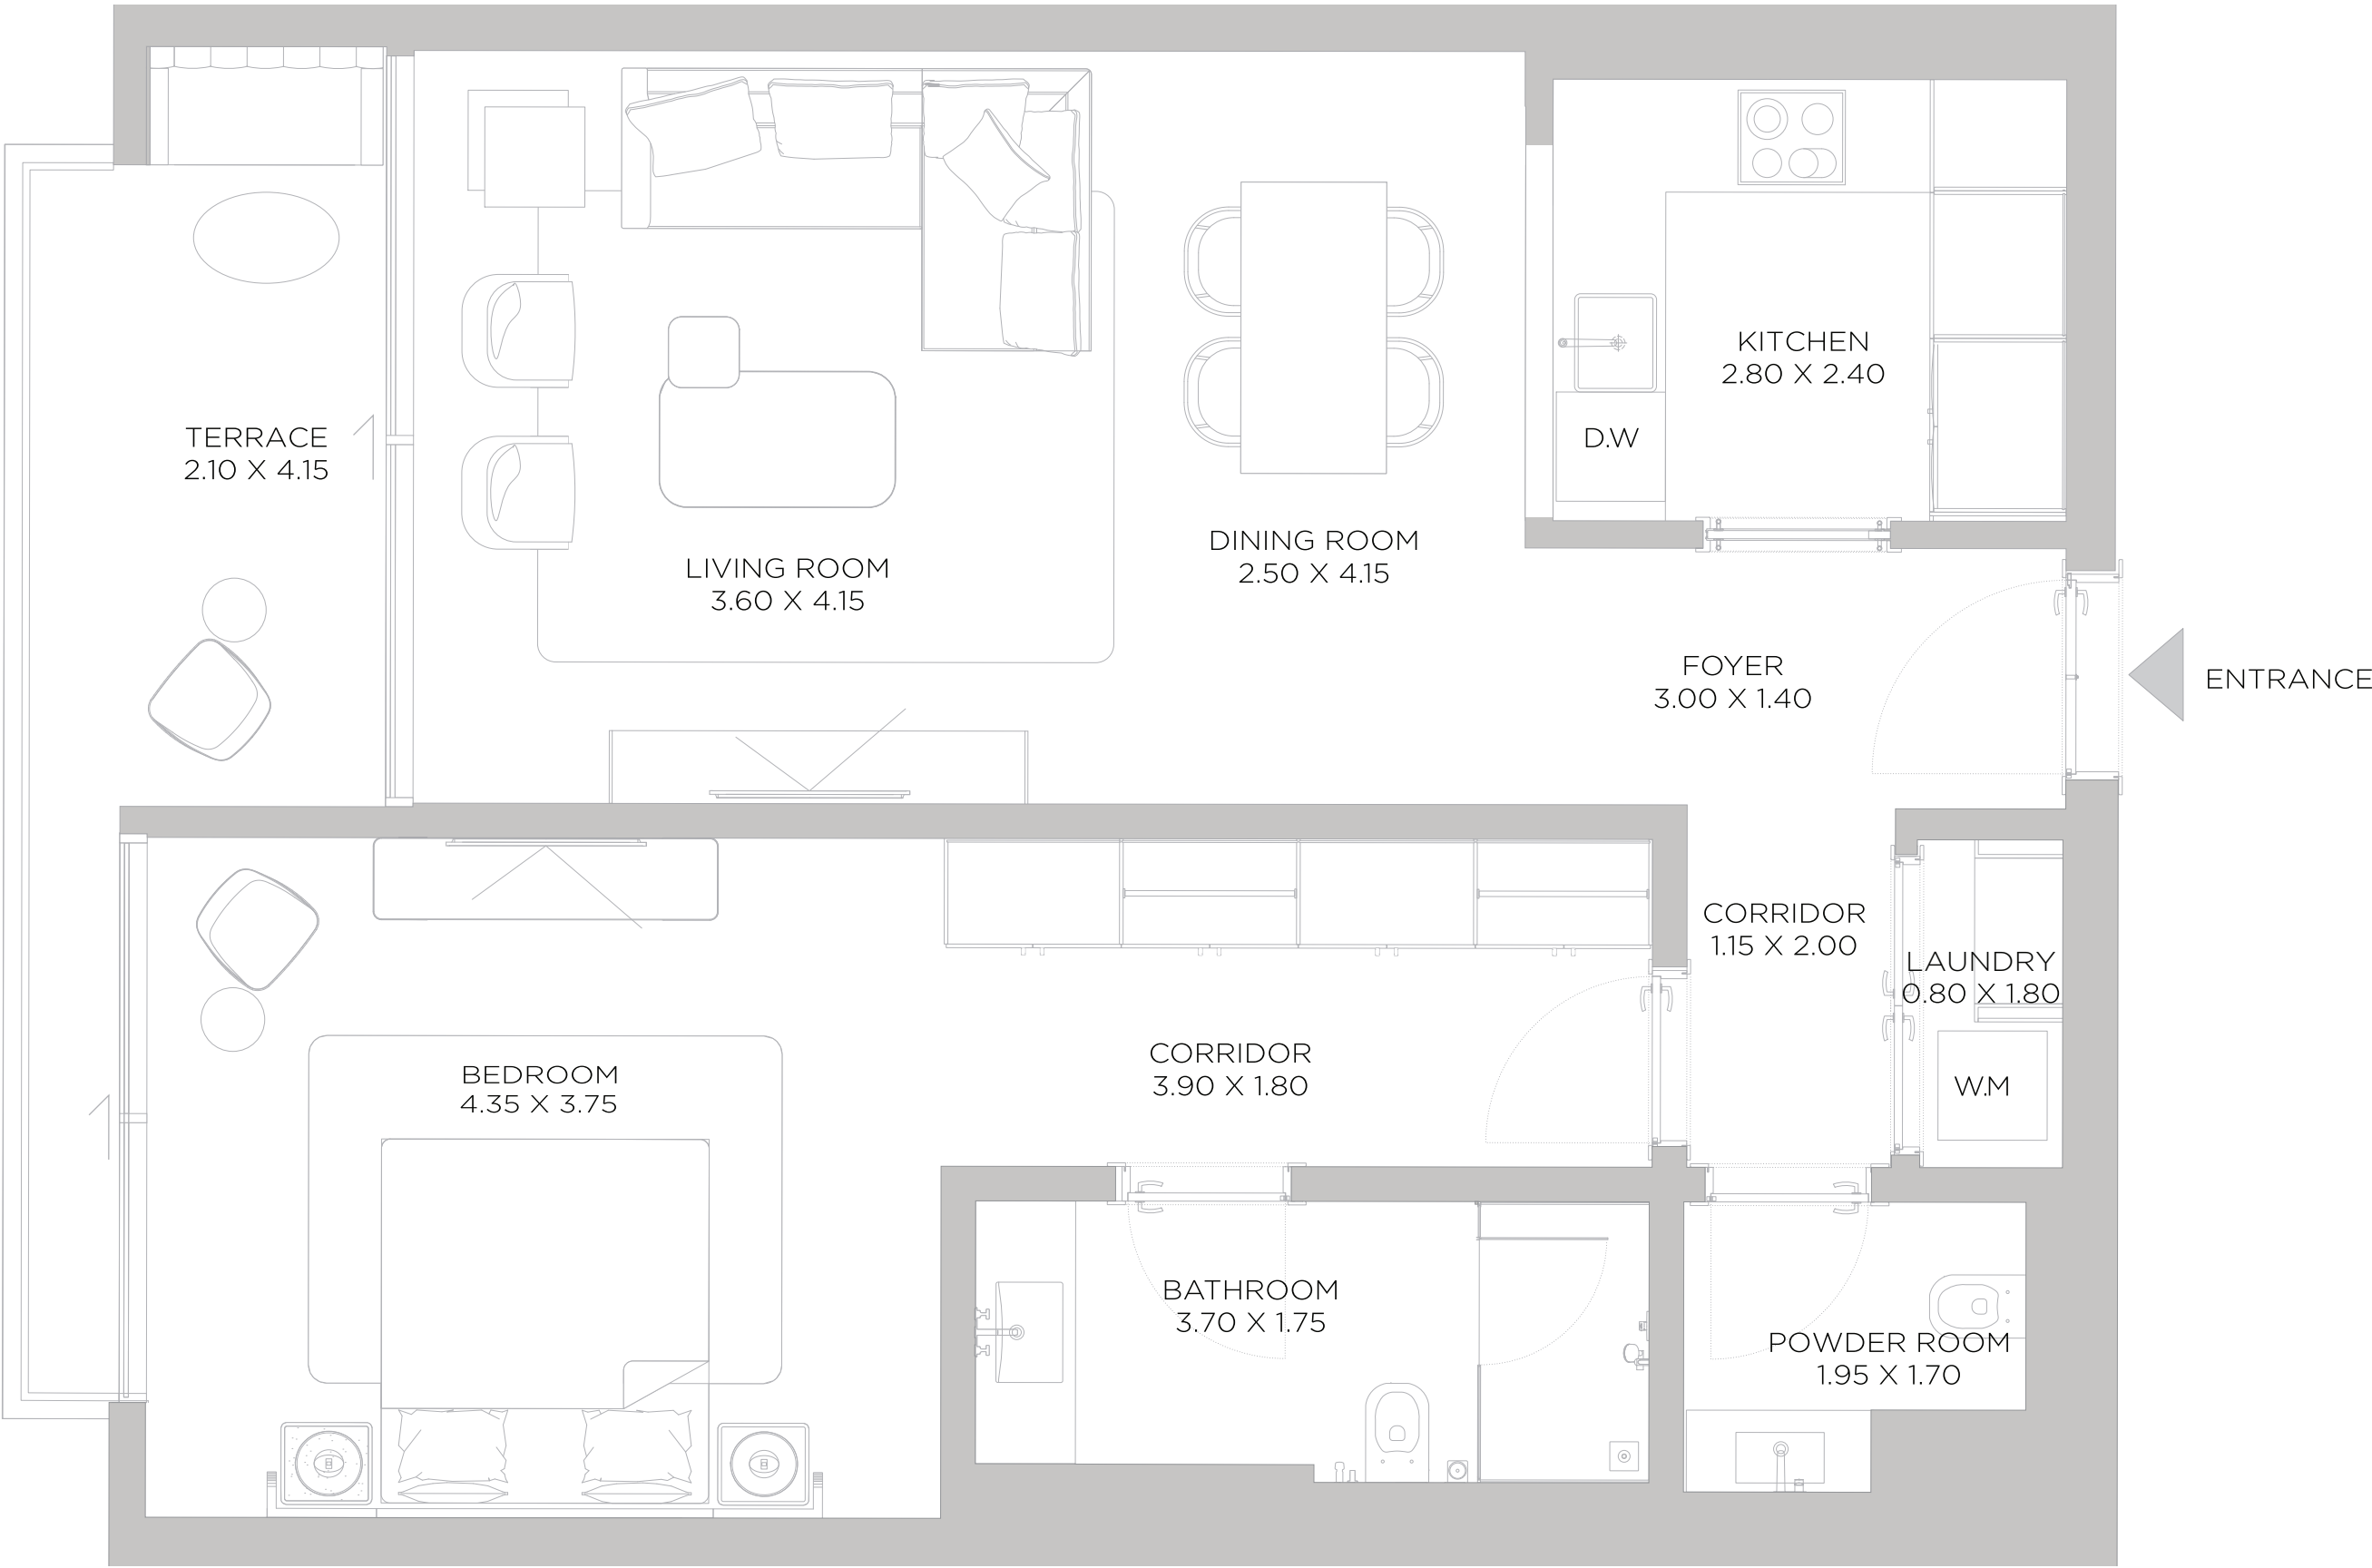 KITCHEN
2.80 X 2.40
TERRACE
2.10 X 4.15
D.W
DINING ROOM
2.50 X 4.15
LIVING ROOM
3.60 X 4.15
FOYER
3.00 X 1.40
ENTRANCE
CORRIDOR
1.15 X 2.00
LAUNDRY
0.80 X 1.80
CORRIDOR
3.90 X 1.80
BEDROOM
4.35 X 3.75
W.M
BATHROOM
3.70 X 1.75
POWDER ROOM
1.95 X 1.70